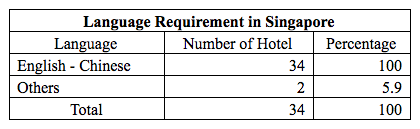 Language Requirement in Singapore
Language Number of Hotel Percentage
English - Chinese 34 100
Others 2 5.9
Total 34 100